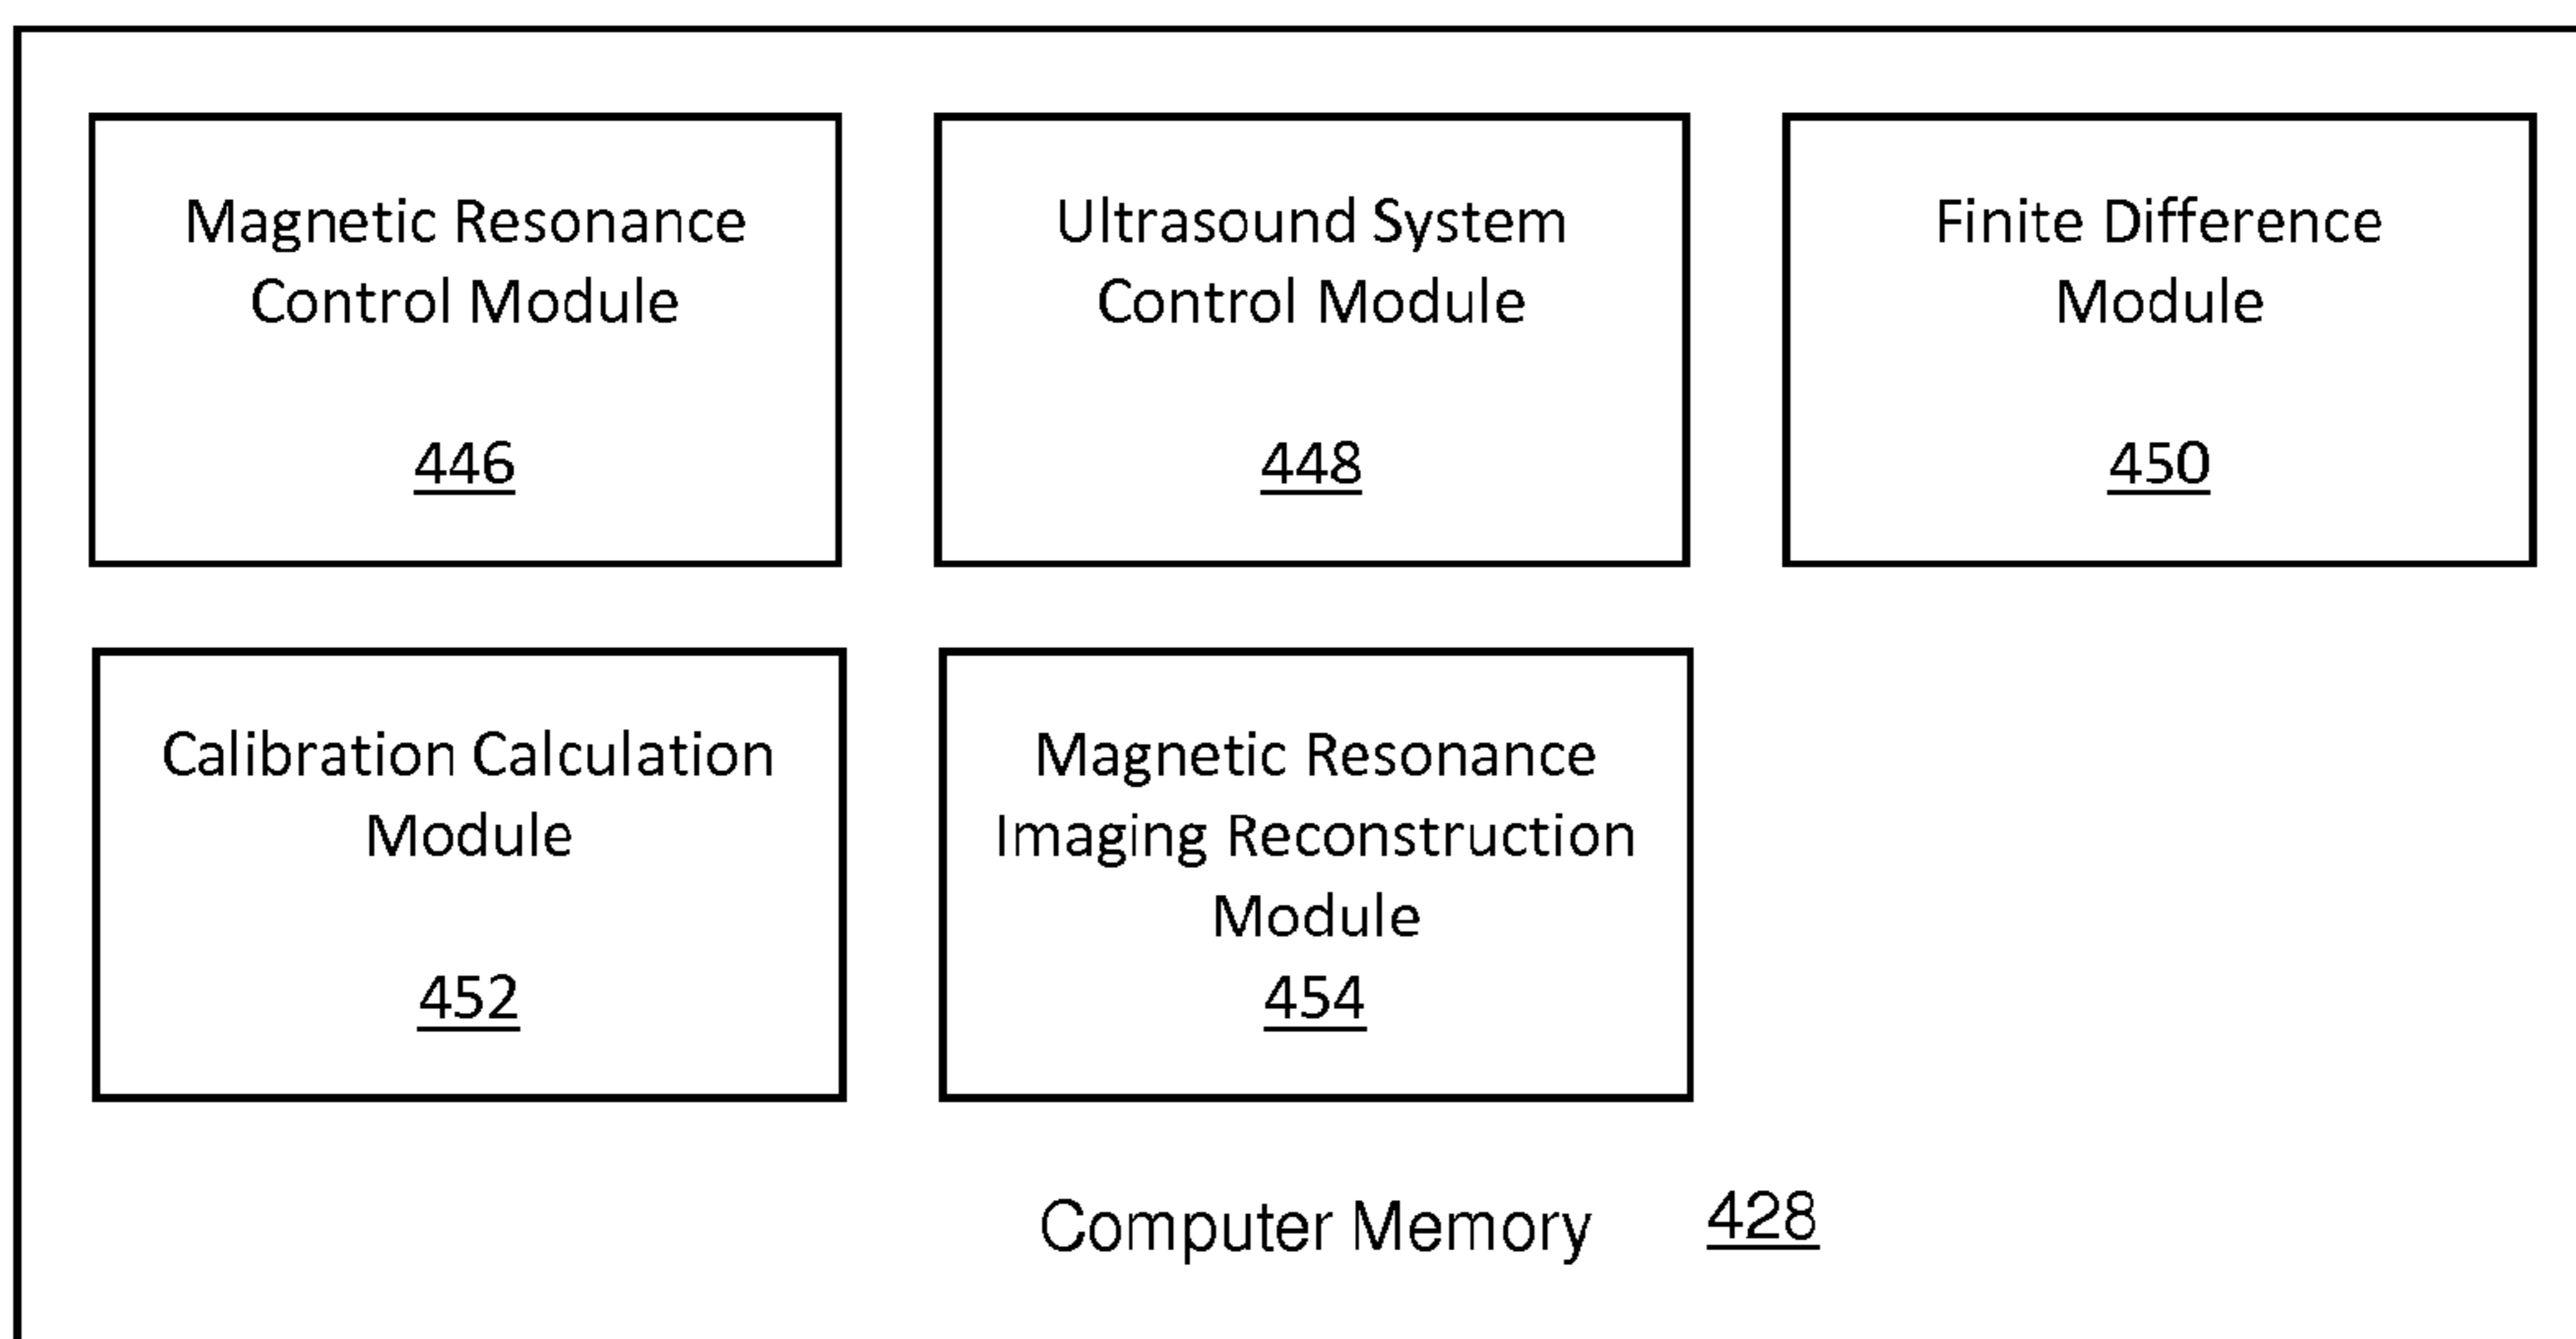 Magnetic Resonance
Control Module
446
Ultrasound System
Control Module
448
Finite Difference
Module
450
Calibration Calculation
Module
452
Magnetic Resonance
Imaging Reconstruction
Module
454
Computer Memory 428